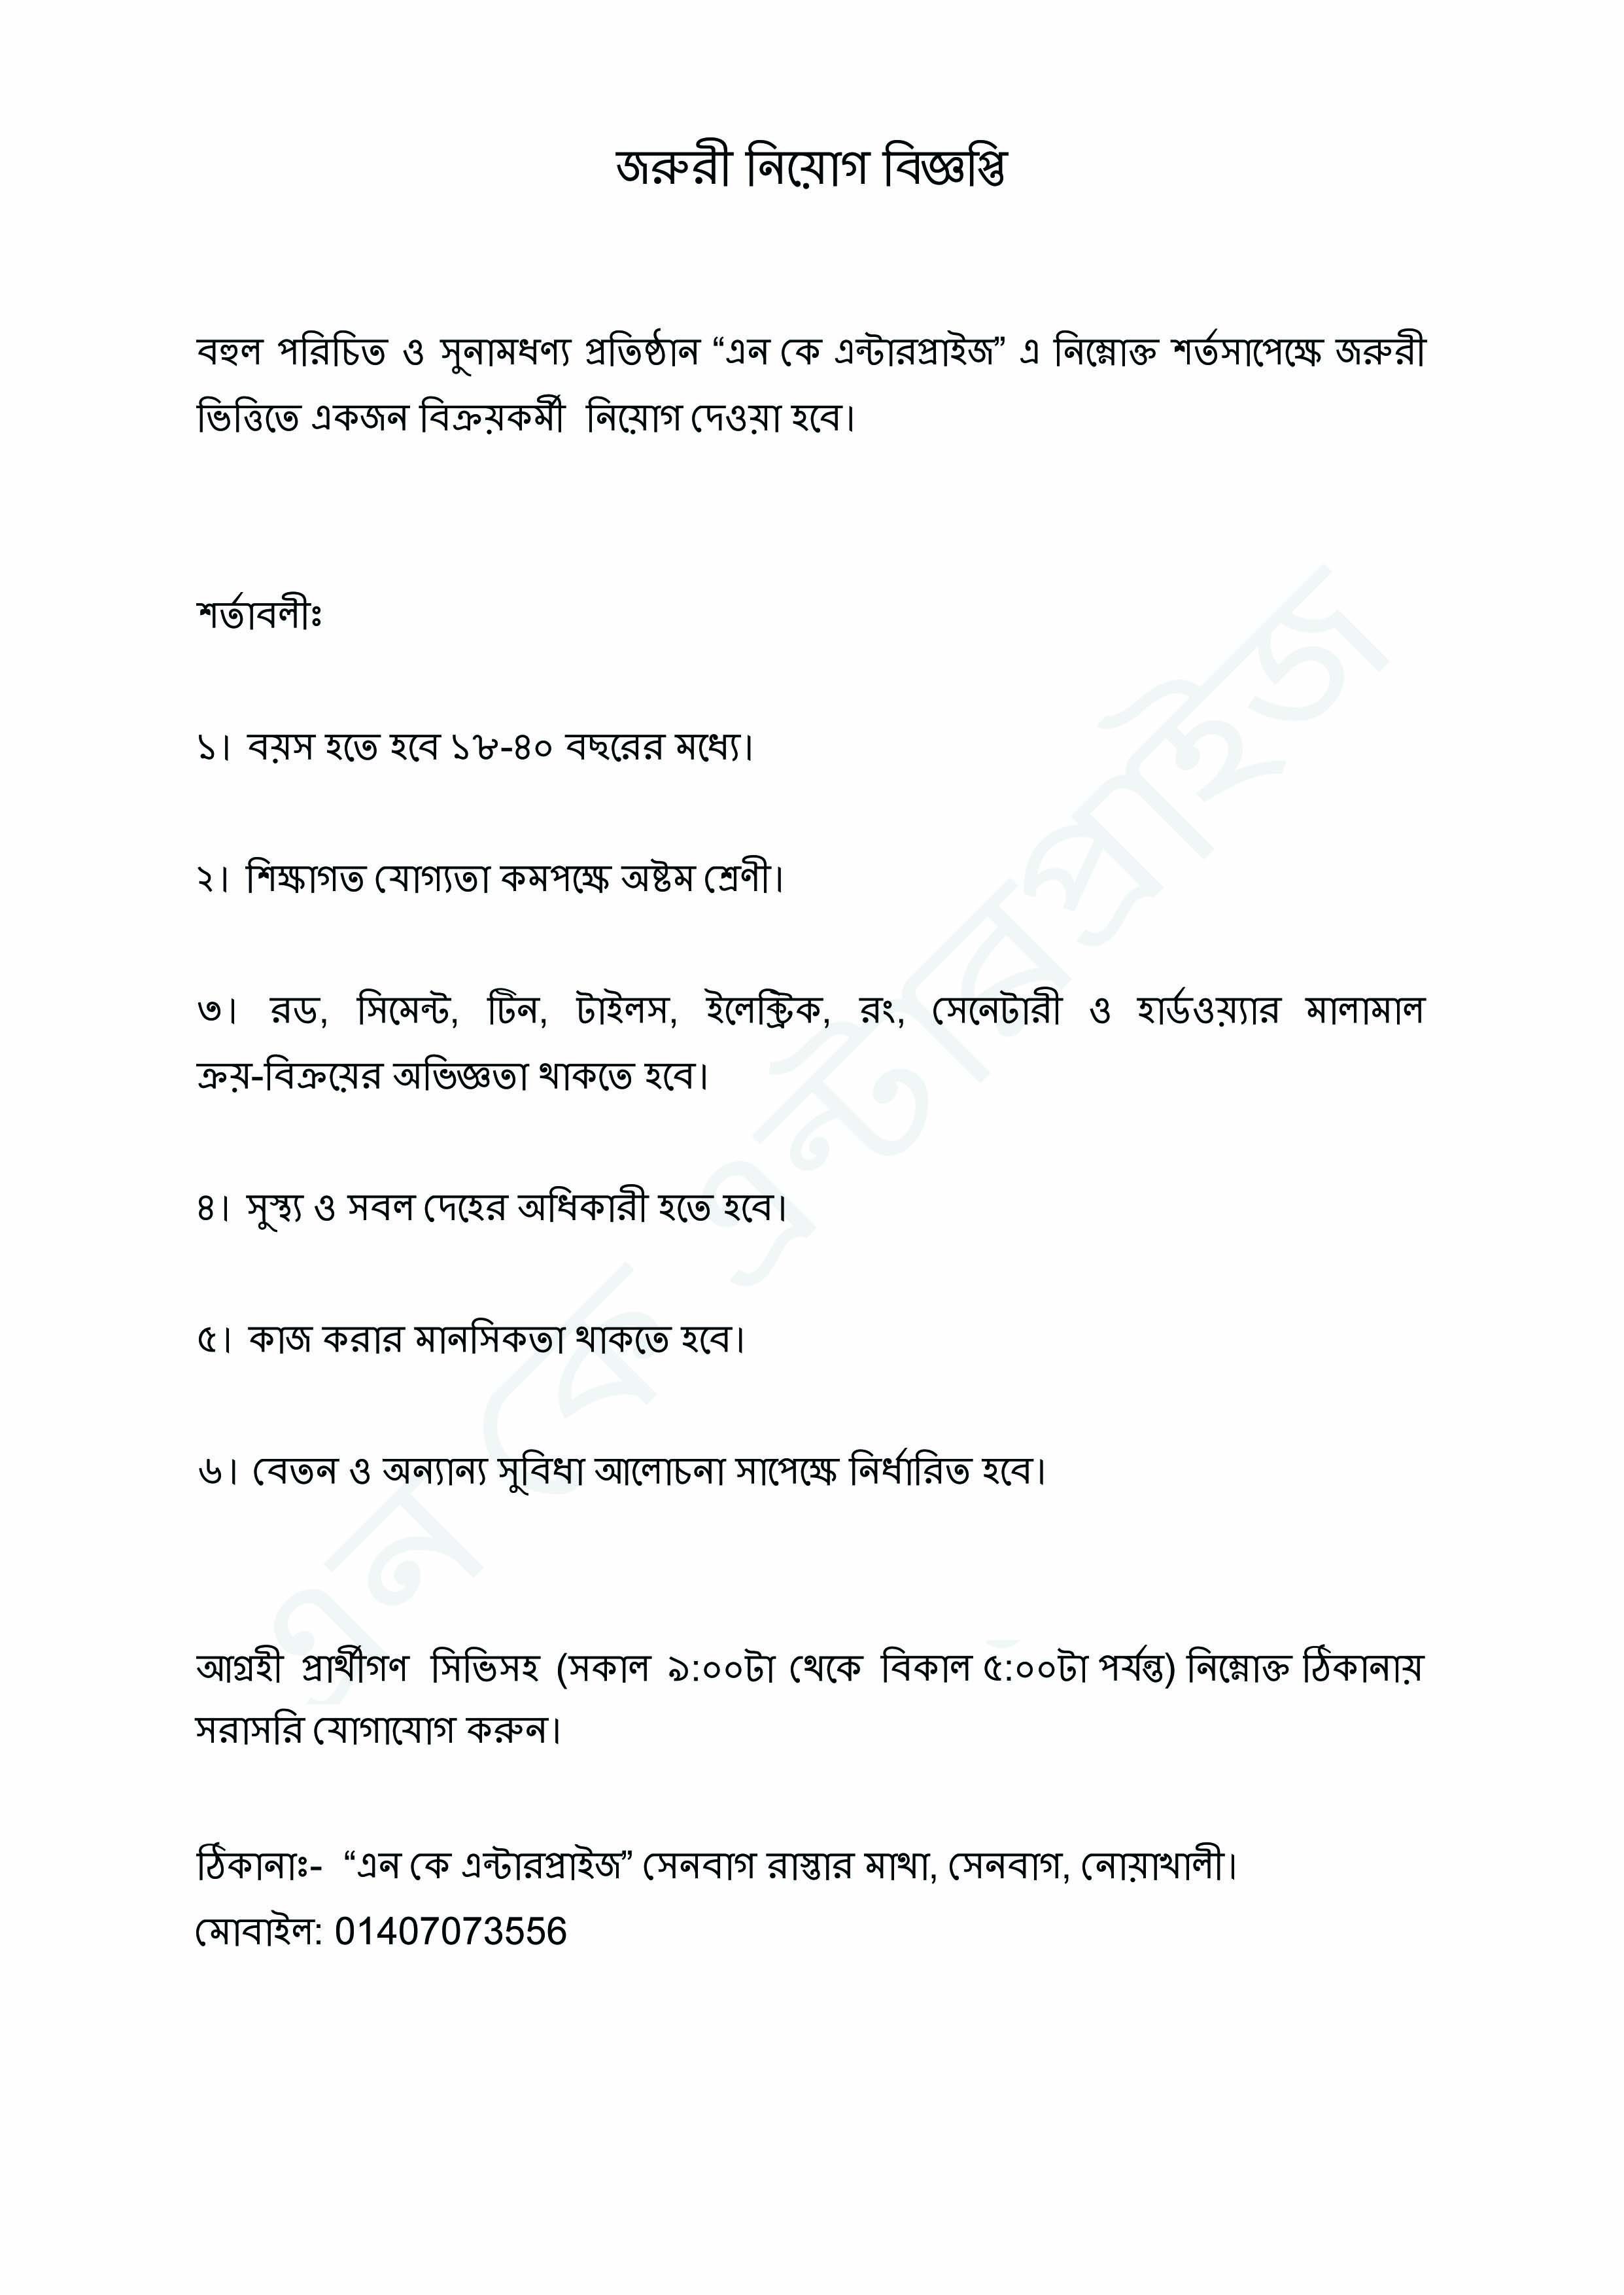 জরুরী নিয়োগ বিজ্ঞপ্তি
বহুল পরিচিত ও সুনামধণ্য প্রতিষ্ঠান “এন কে এন্টারপ্রাইজ” এ নিম্নোক্ত শর্তসাপেক্ষে জরুরী
ভিত্তিতে একজন বিক্রয়কর্মী নিয়োগ দেওয়া হবে।
শর্তাবলীঃ
১। বয়স হতে হবে ১৮-৪০ বছরের মধ্যে।
২। শিক্ষাগত যোগ্যতা কমপক্ষে অষ্টম শ্রেণী।
৩। রড, সিমেন্ট, টিন, টাইলস, ইলেক্ট্রিক, রং, সেনেটারী ও হার্ডওয়্যার মালামাল
ক্রয়-বিক্রয়ের অভিজ্ঞতা থাকতে হবে।
৪। সুস্থ্য ও সবল দেহের অধিকারী হতে হবে।
৫। কাজ করার মানসিকতা থাকতে হবে।
৬। বেতন ও অন্যান্য সুবিধা আলোচনা সাপেক্ষে নির্ধারিত হবে।
আগ্রহী প্রার্থীগণ সিভিসহ (সকাল ৯:০০টা থেকে বিকাল ৫:০০টা পর্যন্ত) নিম্নোক্ত ঠিকানায়
সরাসরি যোগাযোগ করুন।
ঠিকানাঃ- “এন কে এন্টারপ্রাইজ” সেনবাগ রাস্তার মাথা, সেনবাগ, নোয়াখালী।
মোবাইল: 01407073556
এন কে এন্টারপ্রাইজ